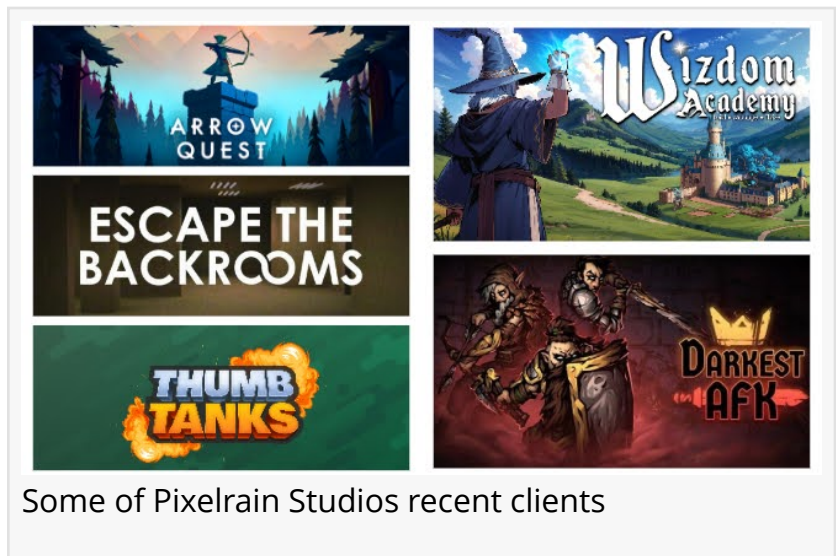 ARROW
QUEST
ESCAPE THE
BACKROOMS
THUMB
TANKS
Wizdom
Academy
DARKEST
AFK
Some of Pixelrain Studios recent clients